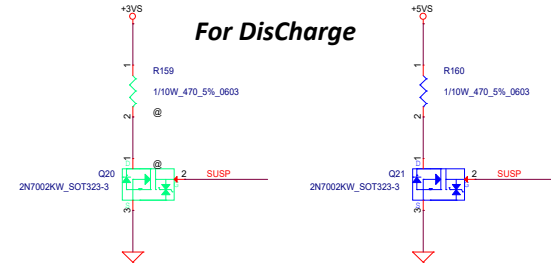 +3VS
+5VS
For DisCharge
1
R159
1/10W_470_5%_0603
2
@
1
R160
1/10W_470_5%_0603
2
1
@
Q20
2N7002KW_SOT323-3
2
SUSP
3
1
Q21
2N7002KW_SOT323-3
2
SUSP
3